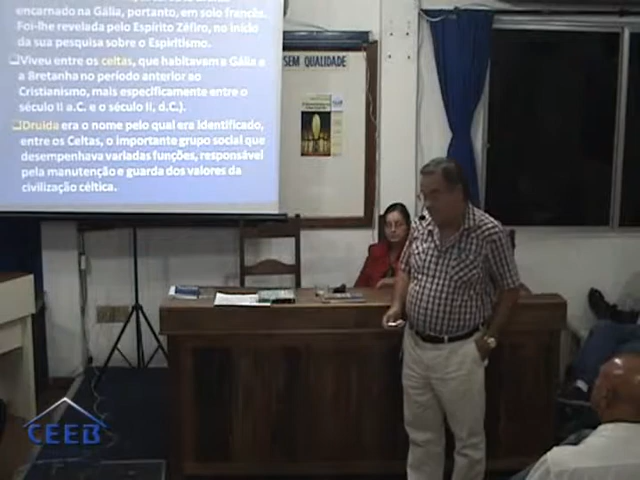 encarnado na Gália, portanto, em solo francês.
Foi-lhe revelada pelo Espírito Zéfiro, no início
da sua pesquisa sobre o Espiritismo.
❑Viveu entre os celtas, que habitavam a Gália e
a Bretanha no período anterior ao
Cristianismo, mais especificamente entre o
século II a.C. e o século II, d.C.).
❑Druida era o nome pelo qual era identificado,
entre os Celtas, o importante grupo social que
desempenhava variadas funções, responsável
pela manutenção e guarda dos valores da
civilização céltica.
SEM QUALIDADE
CEEB